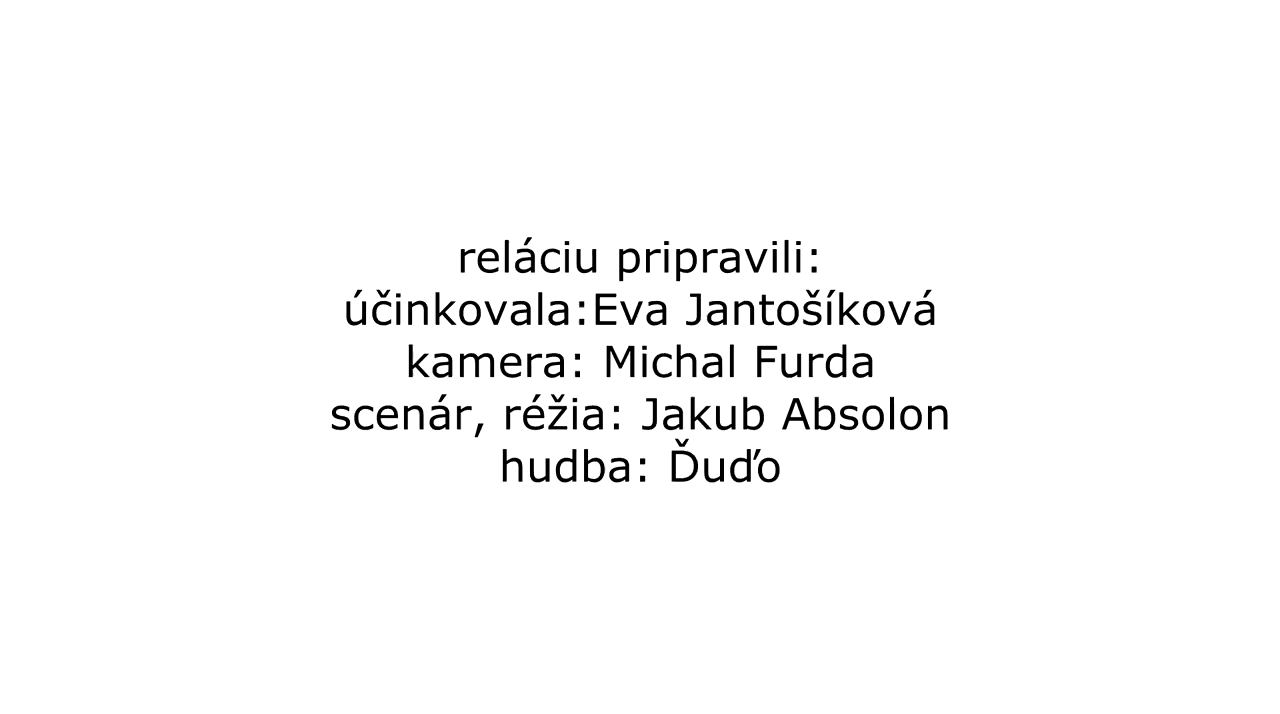 reláciu pripravili:
účinkovala:Eva Jantošíková
kamera: Michal Furda
scenár, réžia: Jakub Absolon
hudba: Ďuďo